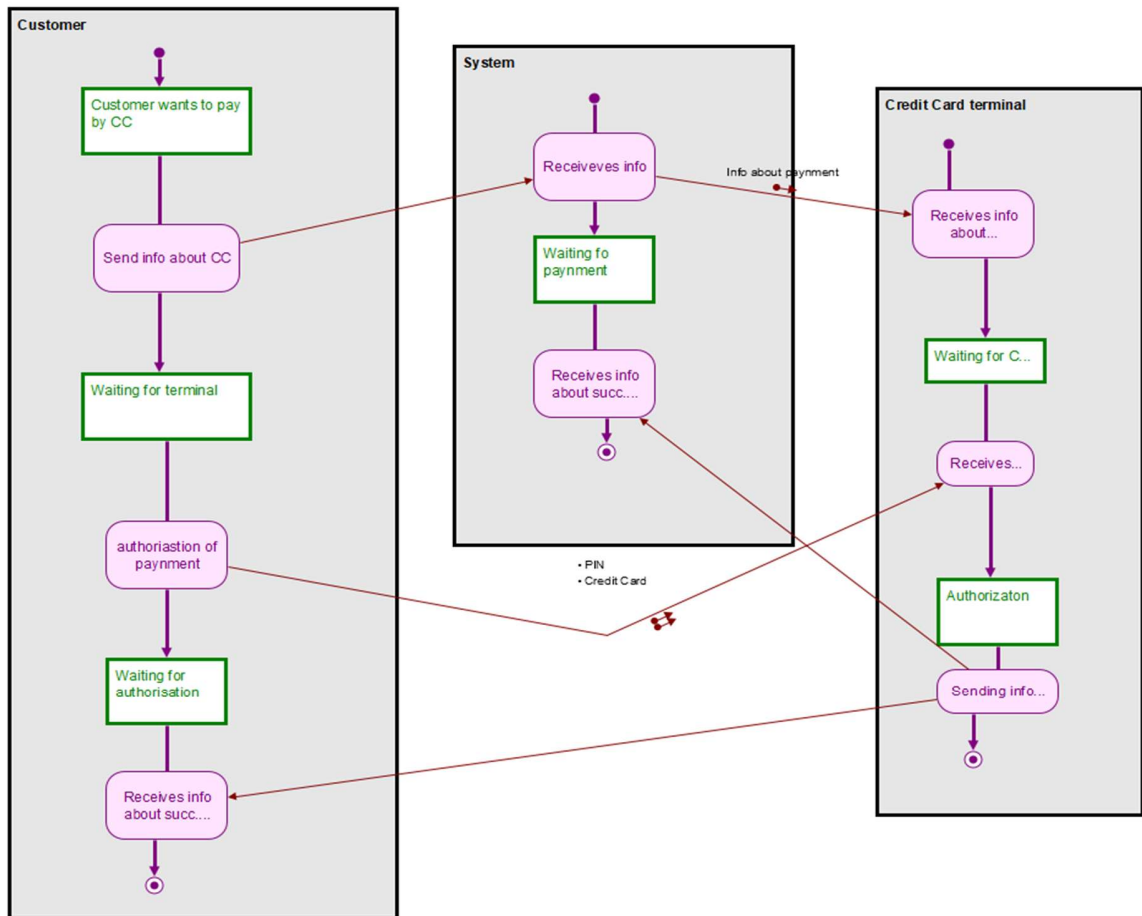 Customer
Customer wants to pay
by CC
Send info about CC
Waiting for terminal
authoriastion of
paynment
Waiting for
authorisation
Receives info
about succ....
System
Receiveves info
Waiting fo
paynment
Receives info
about succ....
Info about paynment
• PIN
• Credit Card
Credit Card terminal
Receives info
about...
Waiting for C...
Receives...
Authorizaton
Sending info...